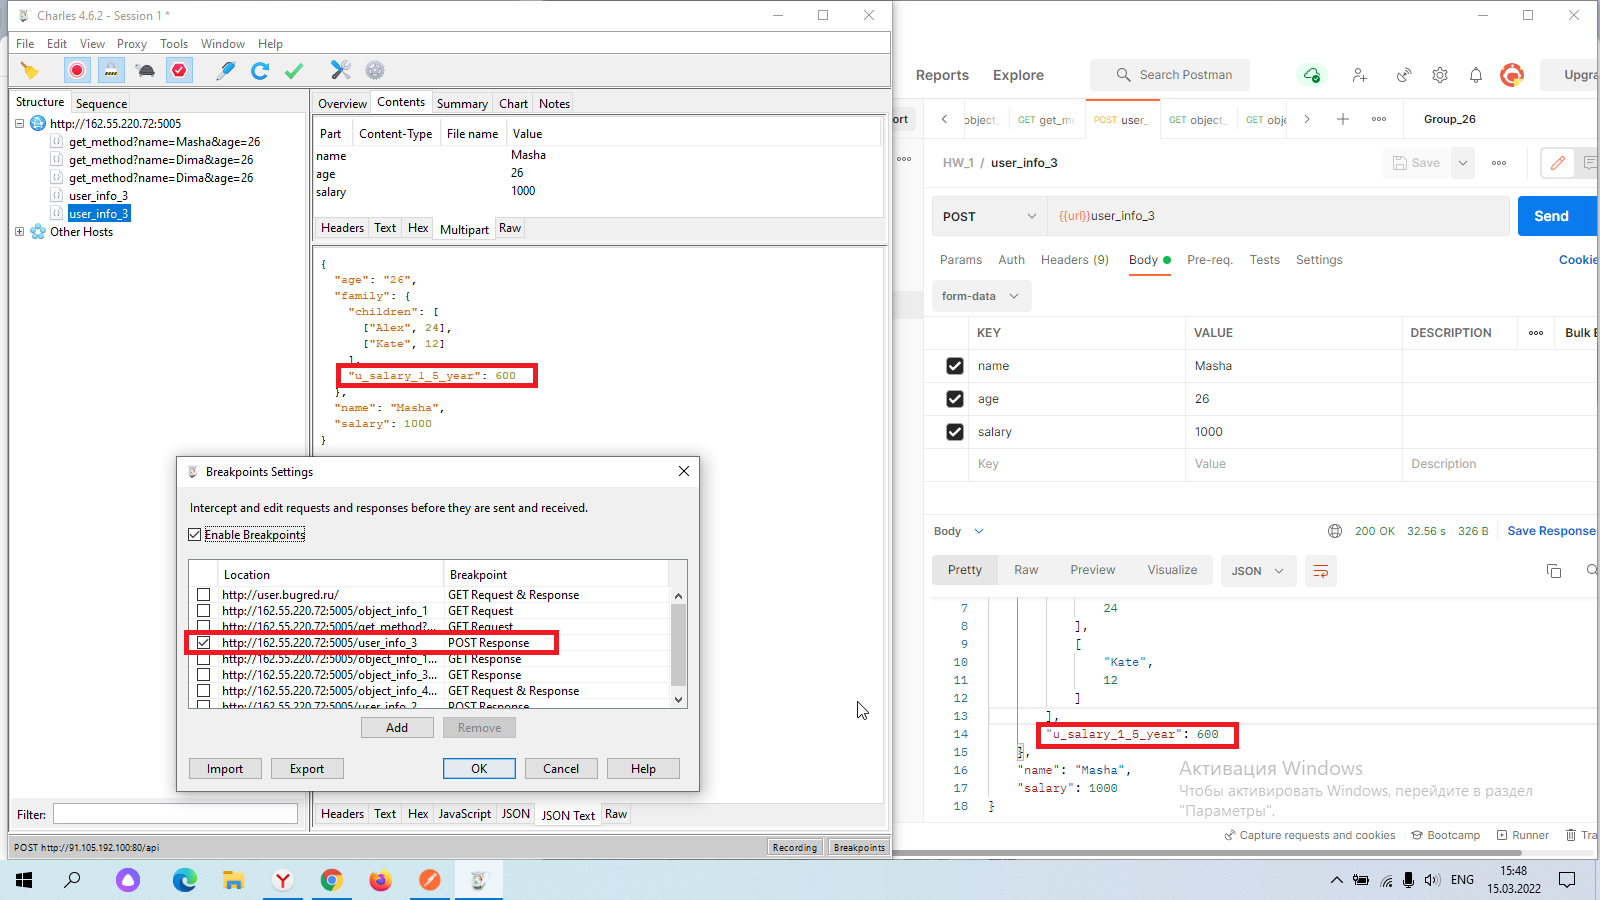 Charles 4.6.2 - Session 1 *
File Edit View Proxy Tools Window Help
Structure Sequence
http://162.55.220.72:5005
get_method?name=Masha&age=26
get_method?name=Dima&age=26
get_method?name=Dima&age=26
user_info_3
user_info_3
Other Hosts
Filter:
Overview Contents Summary Chart Notes
Part Content-Type File name Value
name Masha
age 26
salary 1000
Headers Text Hex Multipart Raw
{
"age": "26",
"family": {
"children": [
["Alex", 24],
["Kate", 12]
],
"u_salary_1_5_year": 600
},
"name": "Masha",
"salary": 1000
}
Breakpoints Settings
Intercept and edit requests and responses before they are sent and received.
Enable Breakpoints
Location Breakpoint
http://user.bugred.ru/ GET Request & Response
http://162.55.220.72:5005/object_info_1 GET Request
http://162.55.220.72:5005/get_method?... GET Request
http://162.55.220.72:5005/user_info_3 POST Response
http://162.55.220.72:5005/object_info_1... GET Response
http://162.55.220.72:5005/object_info_3... GET Response
http://162.55.220.72:5005/object_info_4... GET Request & Response
http://162.55.220.72:5005/user_info_2 POST Response
Add Remove
Import Export OK Cancel Help
Headers Text Hex JavaScript JSON JSON Text Raw
POST http://91.105.192.100:80/api Recording Breakpoints
Reports Explore Search Postman Upgra
ort object_ GET get_m POST user_ GET object_ GET obje Group_26
HW_1 / user_info_3 Save
POST {{url}}user_info_3 Send
Params Auth Headers (9) Body Pre-req. Tests Settings Cookie
form-data
KEY VALUE DESCRIPTION Bulk E
name Masha
age 26
salary 1000
Key Value Description
Body 200 OK 32.56 s 326 B Save Response
Pretty Raw Preview Visualize JSON
7 24
8 ],
9 [
10 "Kate",
11 12
12 ]
13 ],
14 "u_salary_1_5_year": 600
15 },
16 "name": "Masha",
17 "salary": 1000
18 }
Активация Windows
Чтобы активировать Windows, перейдите в раздел
"Параметры".
Capture requests and cookies Bootcamp Runner Tra
ENG 15:48
15.03.2022